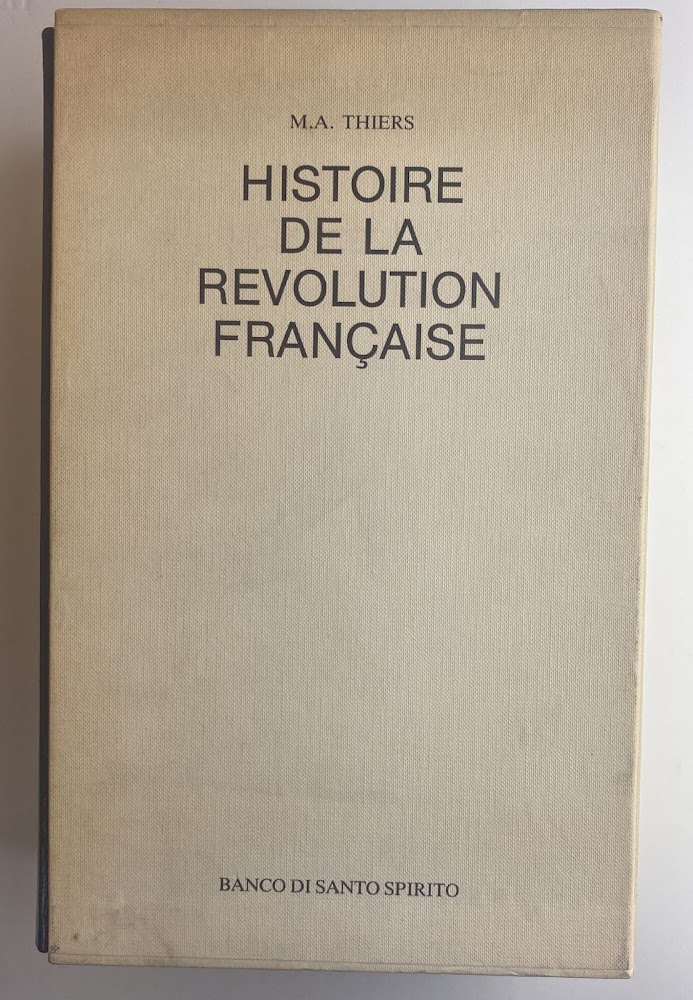 M.A. THIERS
HISTOIRE
DE LA
REVOLUTION
FRANÇAISE
BANCO DI SANTO SPIRITO